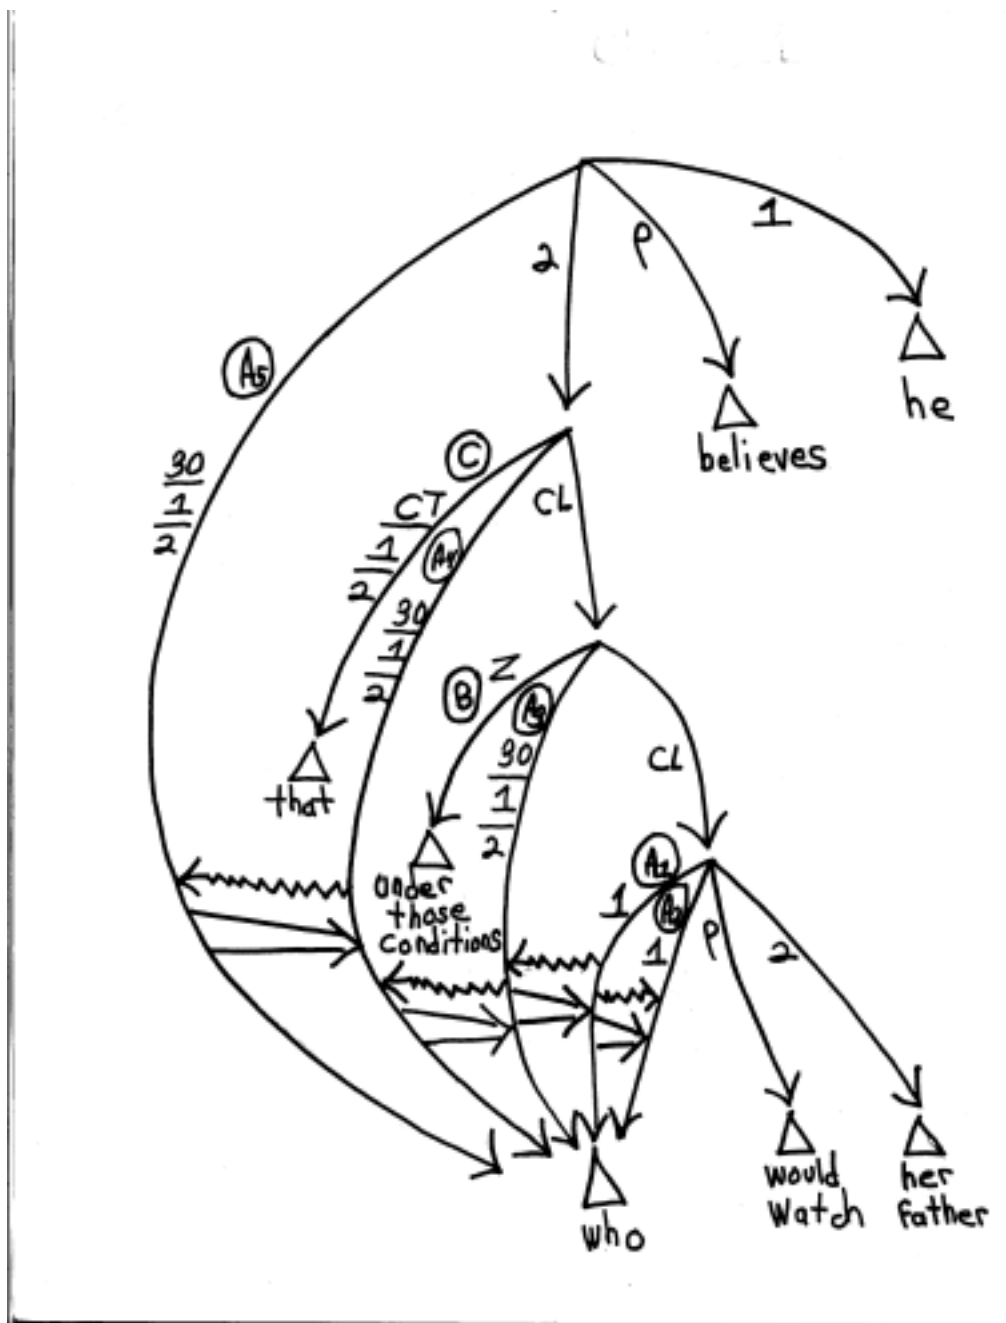 1
P
2
he
A5
believes
C
CL
30
1
2
CT
1
2
A4
30
1
2
Z
B
A3
30
1
2
CL
that
A1
1
A2
1
P
2
under
those
conditions
would
watch
her
father
who